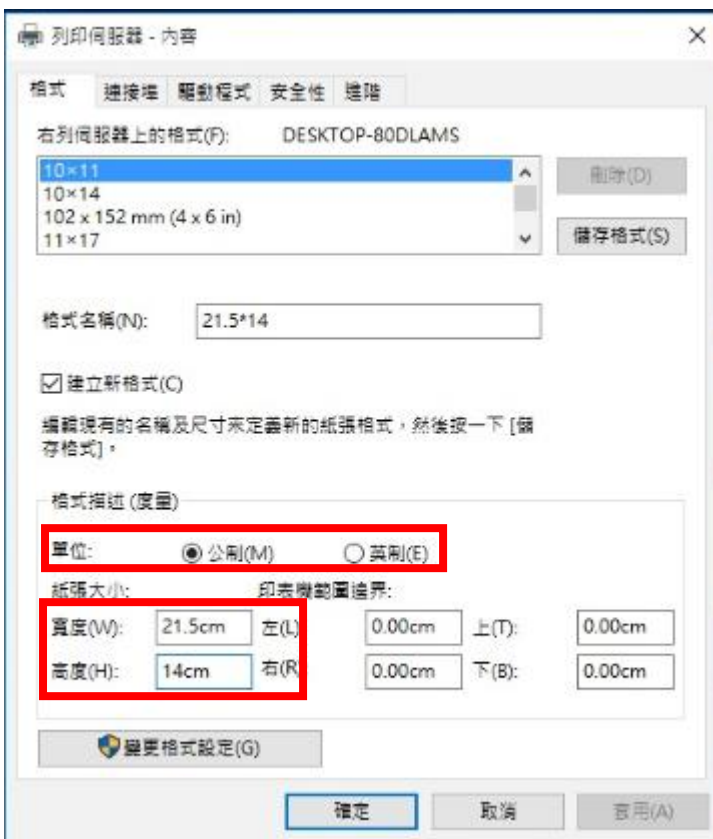 列印伺服器 - 內容
格式 連接埠 驅動程式 安全性 進階
右列伺服器上的格式(F): DESKTOP-80DLAMS
10×11
10×14
102 x 152 mm (4 x 6 in)
11×17
刪除(D)
儲存格式(S)
格式名稱(N): 21.5*14
建立新格式(C)
編輯現有的名稱及尺寸來定義新的紙張格式，然後按一下 [儲
存格式]。
格式描述 (度量)
單位: 公制(M) 英制(E)
紙張大小: 印表機範圍邊界:
寬度(W): 21.5cm 左(L) 0.00cm 上(T): 0.00cm
高度(H): 14cm 右(R 0.00cm 下(B): 0.00cm
變更格式設定(G)
確定 取消 套用(A)